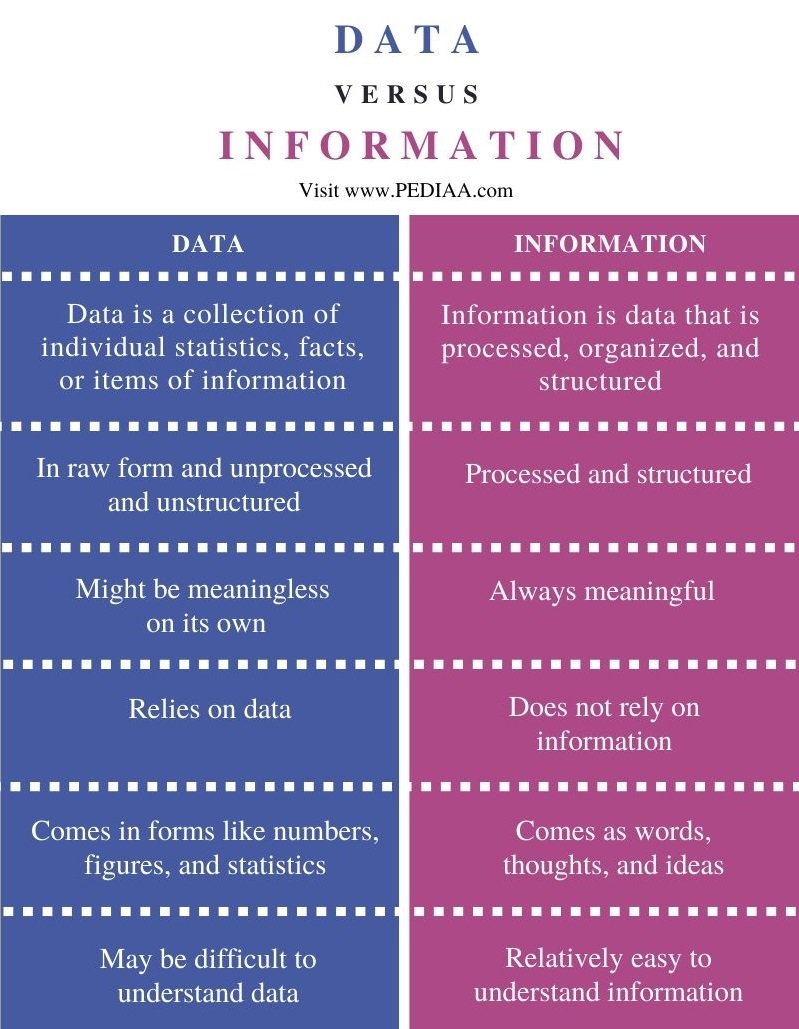 DATA
VERSUS
INFORMATION
Visit www.PEDIAA.com
DATA
INFORMATION
Data is a collection of
individual statistics, facts,
or items of information
Information is data that is
processed, organized, and
structured
In raw form and unprocessed
and unstructured
Processed and structured
Might be meaningless
on its own
Always meaningful
Relies on data
Does not rely on
information
Comes in forms like numbers,
figures, and statistics
Comes as words,
thoughts, and ideas
May be difficult to
understand data
Relatively easy to
understand information